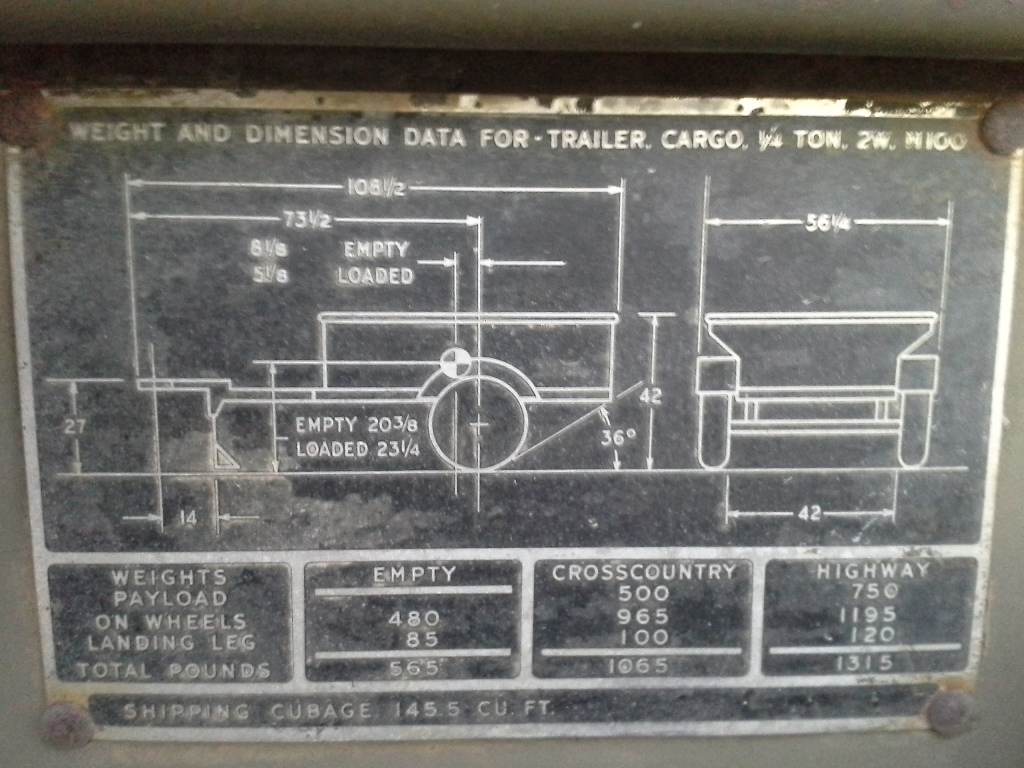 WEIGHT AND DIMENSION DATA FOR-TRAILER, CARGO, 1/4 TON, 2W, M100
108 1/2
73 1/2
56 1/4
8 1/8 EMPTY
5 1/8 LOADED
27
EMPTY 20 3/8
LOADED 23 1/4
42
36°
14
42
WEIGHTS EMPTY CROSSCOUNTRY HIGHWAY
PAYLOAD 500 750
ON WHEELS 480 965 1195
LANDING LEG 85 100 120
TOTAL POUNDS 565 1065 1315
SHIPPING CUBAGE 145.5 CU. FT.